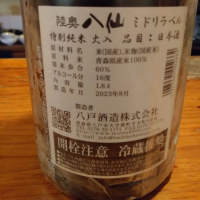 陸奥 八仙 ミドリラベル
特別純米 火入 品目:日本酒
原材料名 米(国産)、米麹(国産米)
原料米 青森県産米100%
精米歩合 60%
アルコール分 16度
内容量 1.8ℓ
製造年月 2023年8月
製造者
八戸酒造株式会社
開栓注意 冷蔵